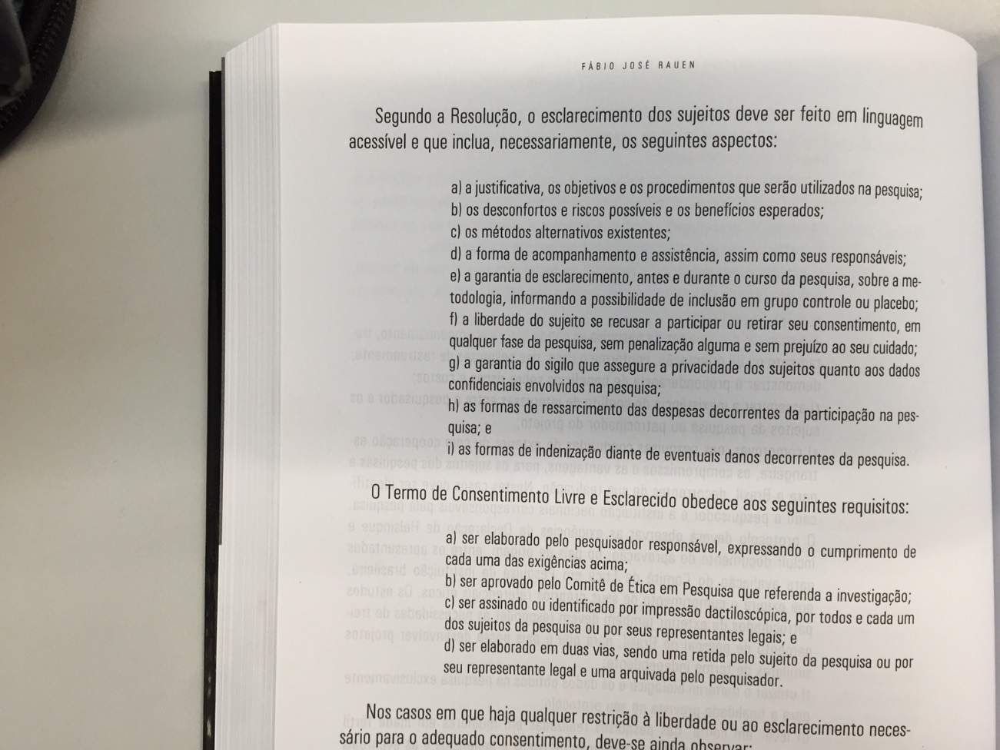 FÁBIO JOSÉ RAUEN
Segundo a Resolução, o esclarecimento dos sujeitos deve ser feito em linguagem
acessível e que inclua, necessariamente, os seguintes aspectos:
a) a justificativa, os objetivos e os procedimentos que serão utilizados na pesquisa;
b) os desconfortos e riscos possíveis e os benefícios esperados;
c) os métodos alternativos existentes;
d) a forma de acompanhamento e assistência, assim como seus responsáveis;
e) a garantia de esclarecimento, antes e durante o curso da pesquisa, sobre a me-
todologia, informando a possibilidade de inclusão em grupo controle ou placebo;
f) a liberdade do sujeito se recusar a participar ou retirar seu consentimento, em
qualquer fase da pesquisa, sem penalização alguma e sem prejuízo ao seu cuidado;
g) a garantia do sigilo que assegure a privacidade dos sujeitos quanto aos dados
confidenciais envolvidos na pesquisa;
h) as formas de ressarcimento das despesas decorrentes da participação na pes-
quisa; e
i) as formas de indenização diante de eventuais danos decorrentes da pesquisa.
O Termo de Consentimento Livre e Esclarecido obedece aos seguintes requisitos:
a) ser elaborado pelo pesquisador responsável, expressando o cumprimento de
cada uma das exigências acima;
b) ser aprovado pelo Comitê de Ética em Pesquisa que referenda a investigação;
c) ser assinado ou identificado por impressão dactiloscópica, por todos e cada um
dos sujeitos da pesquisa ou por seus representantes legais; e
d) ser elaborado em duas vias, sendo uma retida pelo sujeito da pesquisa ou por
seu representante legal e uma arquivada pelo pesquisador.
Nos casos em que haja qualquer restrição à liberdade ou ao esclarecimento neces-
sário para o adequado consentimento, deve-se ainda observar: